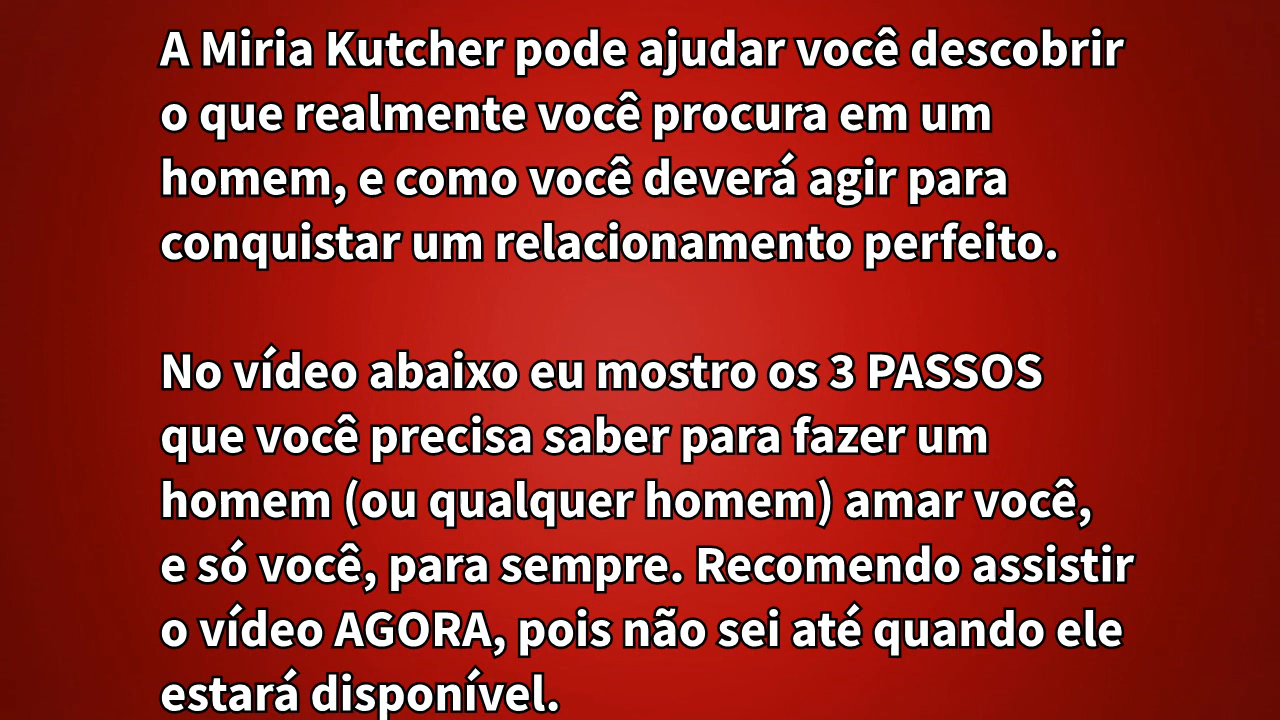 A Miria Kutcher pode ajudar você descobrir
o que realmente você procura em um
homem, e como você deverá agir para
conquistar um relacionamento perfeito.
No vídeo abaixo eu mostro os 3 PASSOS
que você precisa saber para fazer um
homem (ou qualquer homem) amar você,
e só você, para sempre. Recomendo assistir
o vídeo AGORA, pois não sei até quando ele
estará disponível.